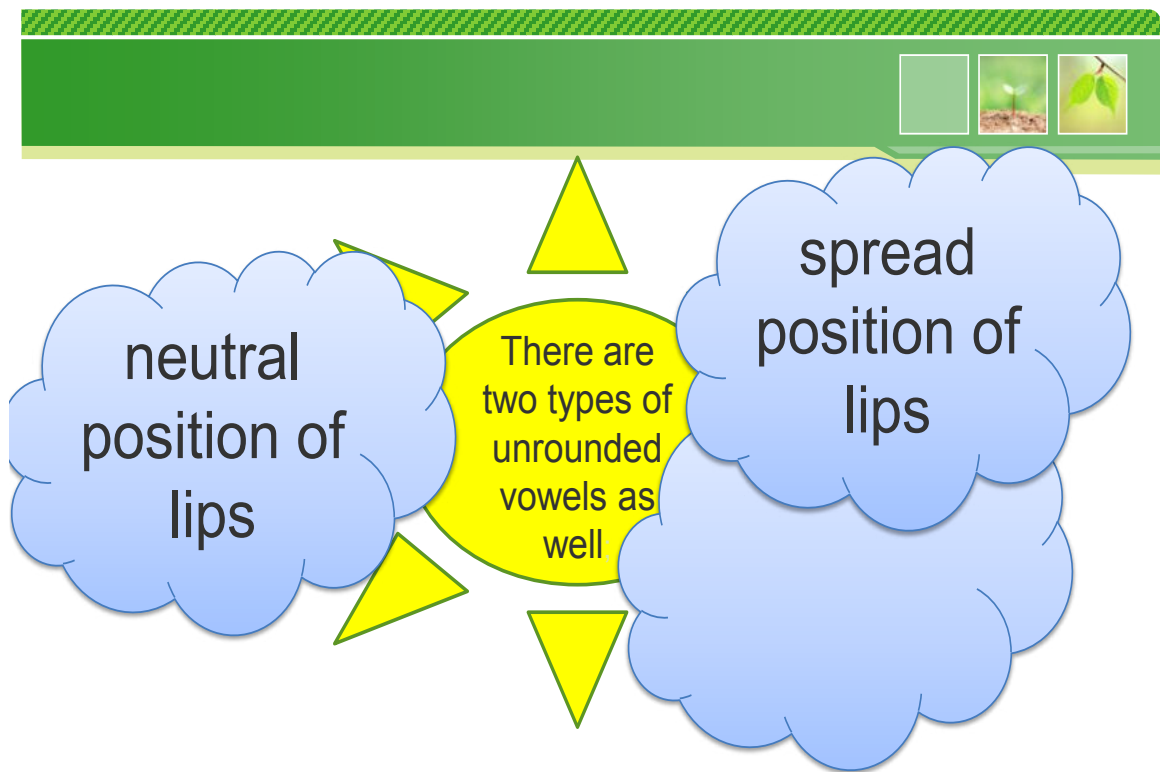 neutral
position of
lips
There are
two types of
unrounded
vowels as
well;
spread
position of
lips